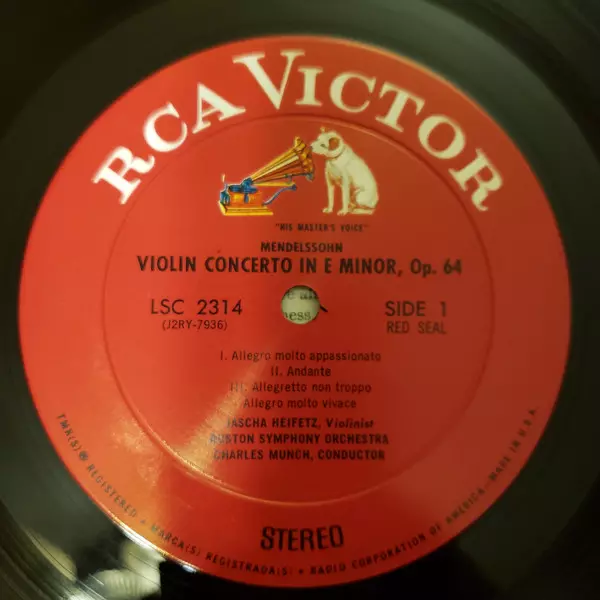 RCA VICTOR
"HIS MASTER'S VOICE"
MENDELSSOHN
VIOLIN CONCERTO IN E MINOR, Op. 64
LSC 2314
(J2RY-7936)
SIDE 1
RED SEAL
I. Allegro molto appassionato
II. Andante
III. Allegretto non troppo
Allegro molto vivace
JASCHA HEIFETZ, Violinist
BOSTON SYMPHONY ORCHESTRA
CHARLES MUNCH, CONDUCTOR
STEREO
TMK(S) ® REGISTERED • MARCA(S) REGISTRADA(S) • RADIO CORPORATION OF AMERICA—MADE IN U.S.A.